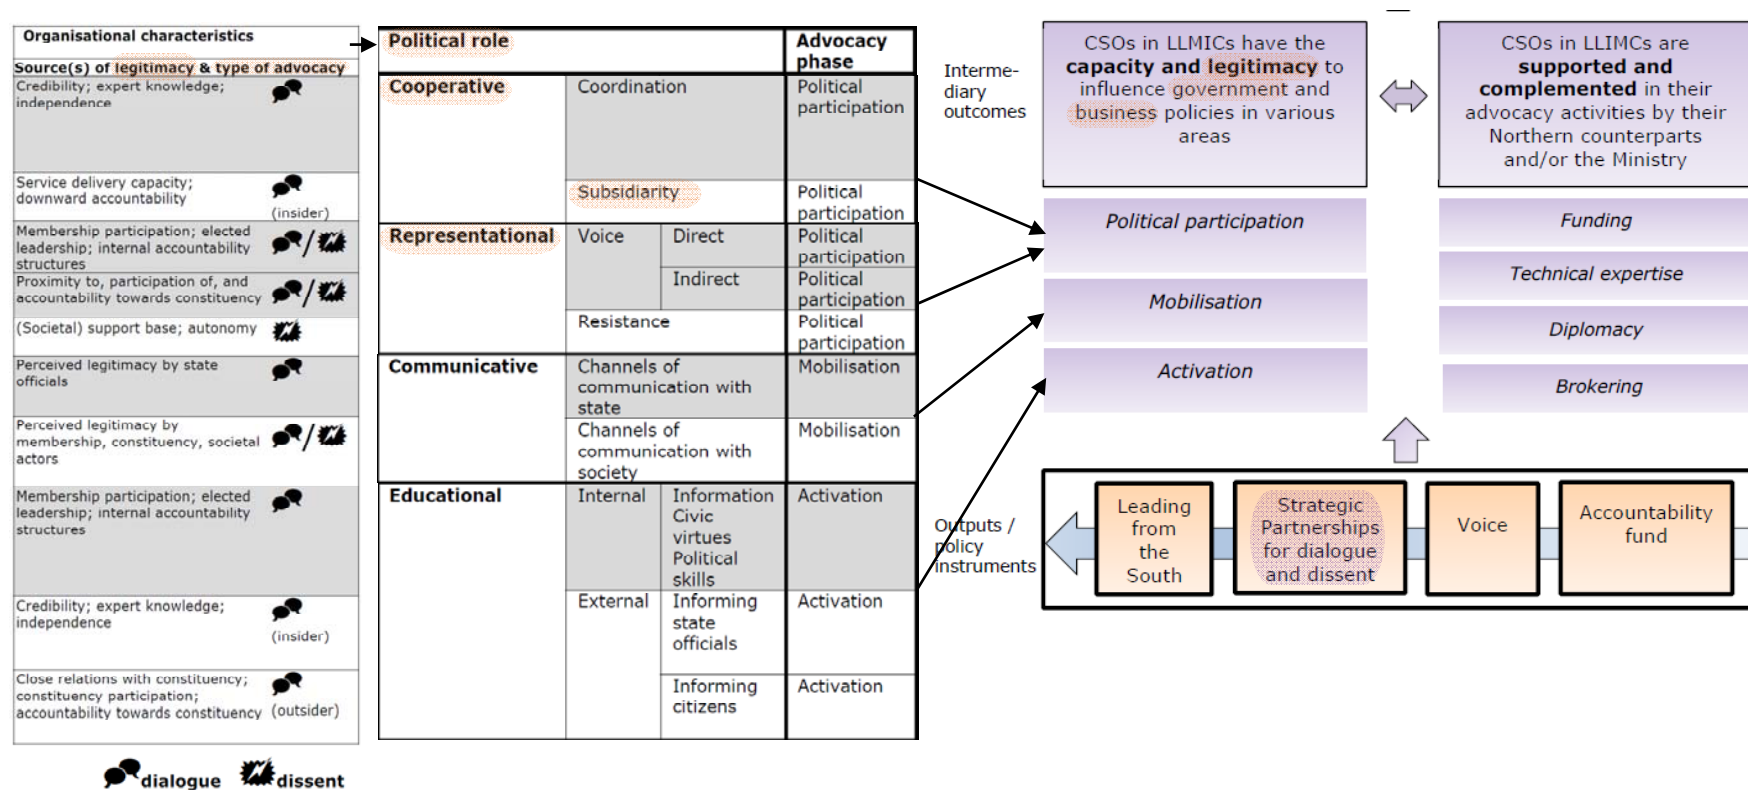 Organisational characteristics
Source(s) of legitimacy & type of advocacy
Credibility; expert knowledge;
independence
Service delivery capacity;
downward accountability
(insider)
Membership participation; elected
leadership; internal accountability
structures
/
Proximity to, participation of, and
accountability towards constituency
/
(Societal) support base; autonomy
Perceived legitimacy by state
officials
Perceived legitimacy by
membership, constituency, societal
actors
/
Membership participation; elected
leadership; internal accountability
structures
Credibility; expert knowledge;
independence
(insider)
Close relations with constituency;
constituency participation;
accountability towards constituency
(outsider)
dialogue
dissent
Political role
Advocacy
phase
Cooperative
Coordination
Political
participation
Subsidiarity
Political
participation
Representational
Voice
Direct
Political
participation
Indirect
Political
participation
Resistance
Political
participation
Communicative
Channels of
communication with
state
Mobilisation
Channels of
communication with
society
Mobilisation
Educational
Internal
Information
Civic
virtues
Political
skills
Activation
External
Informing
state
officials
Activation
Informing
citizens
Activation
Interme-
diary
outcomes
CSOs in LLMICs have the
capacity and legitimacy to
influence government and
business policies in various
areas
CSOs in LLIMCs are
supported and
complemented in their
advocacy activities by their
Northern counterparts
and/or the Ministry
Political participation
Mobilisation
Activation
Funding
Technical expertise
Diplomacy
Brokering
Outputs /
policy
instruments
Leading
from
the
South
Strategic
Partnerships
for dialogue
and dissent
Voice
Accountability
fund